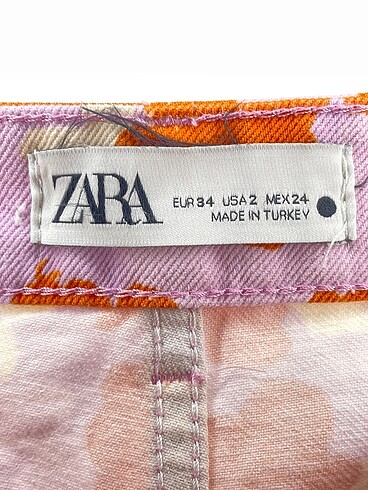 ZARA
EUR 34 USA 2 MEX 24
MADE IN TURKEY